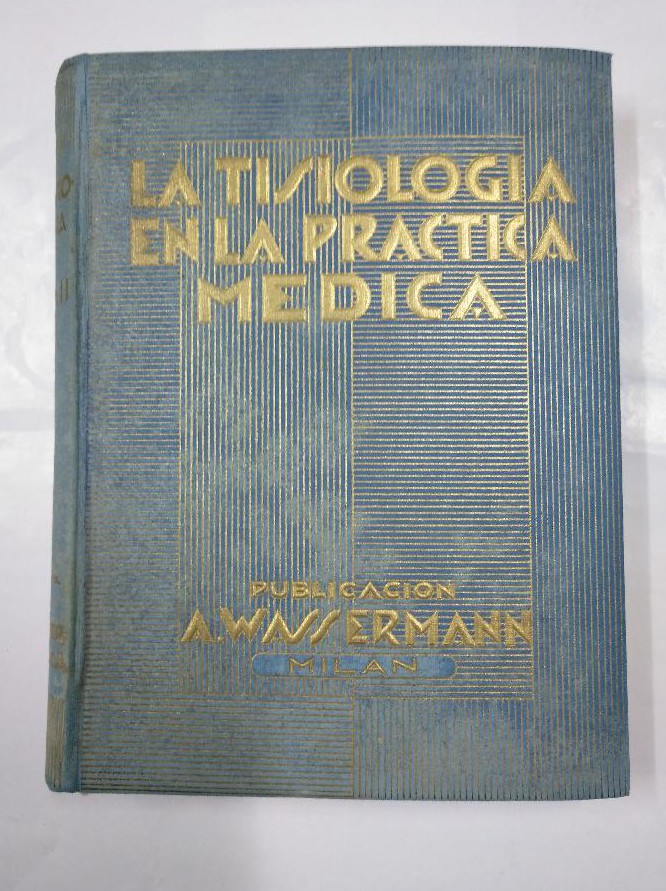 LA TISIOLOGIA
EN LA PRACTICA
MEDICA
PUBLICACION
A. WASSERMANN
MILAN